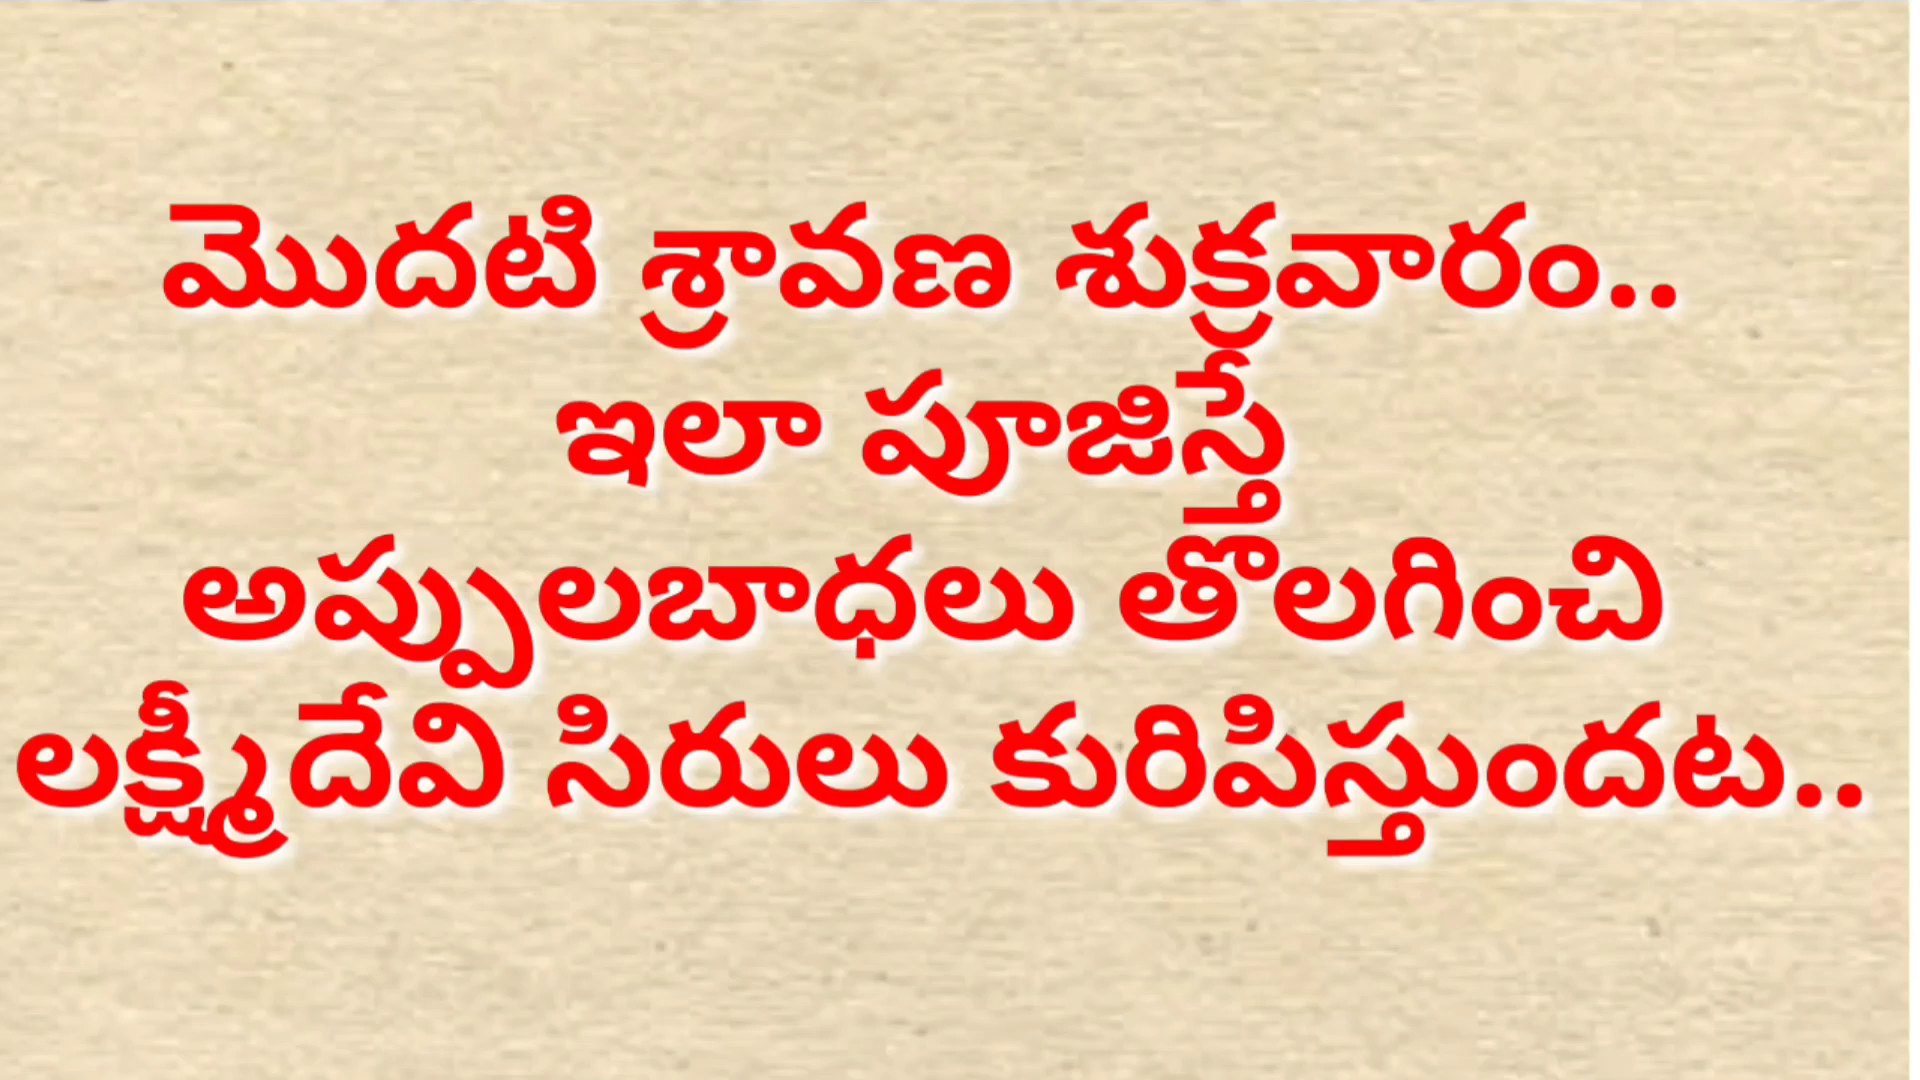 మొదటి శ్రావణ శుక్రవారం..
ఇలా పూజిస్తే
అప్పులబాధలు తొలగించి
లక్ష్మీదేవి సిరులు కురిపిస్తుందట..